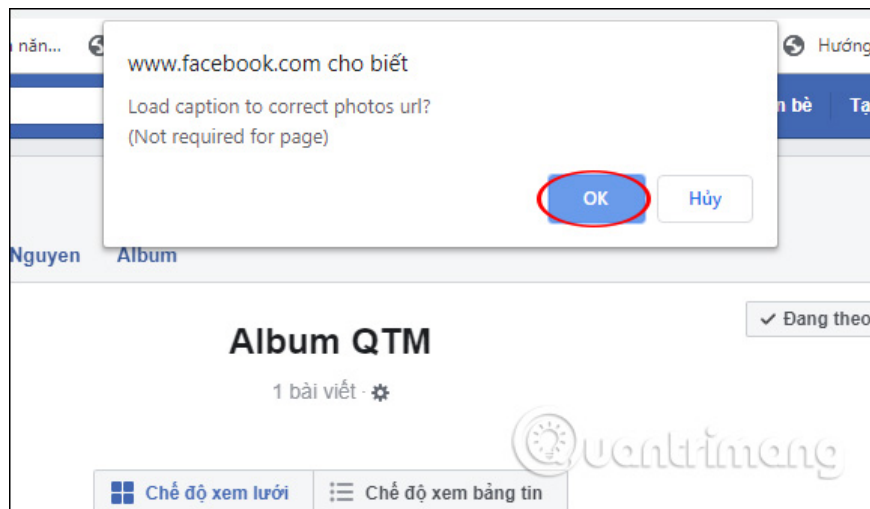 năn...
Hướng
www.facebook.com cho biết
Load caption to correct photos url?
(Not required for page)
OK
Hủy
bè
Nguyen
Album
Album QTM
1 bài viết ·
Đang theo
Quantrimang
Chế độ xem lưới
Chế độ xem bảng tin